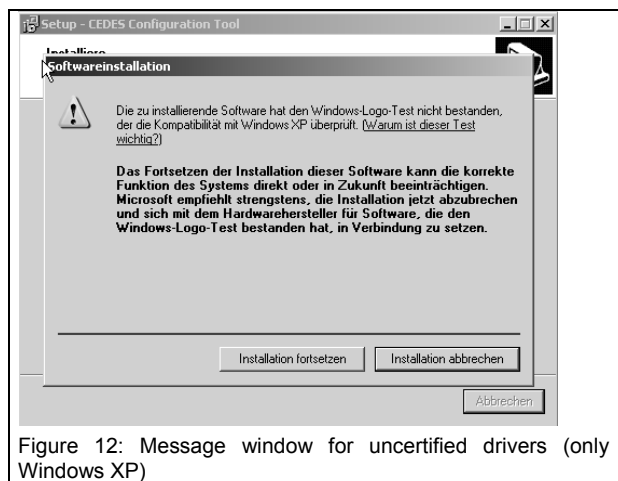 Setup - CEDES Configuration Tool
Softwareinstallation
Die zu installierende Software hat den Windows-Logo-Test nicht bestanden,
der die Kompatibilität mit Windows XP überprüft. (Warum ist dieser Test
wichtig?)
Das Fortsetzen der Installation dieser Software kann die korrekte
Funktion des Systems direkt oder in Zukunft beeinträchtigen.
Microsoft empfiehlt strengstens, die Installation jetzt abzubrechen
und sich mit dem Hardwarehersteller für Software, die den
Windows-Logo-Test bestanden hat, in Verbindung zu setzen.
Installation fortsetzen Installation abbrechen
Abbrechen
Figure 12: Message window for uncertified drivers (only
Windows XP)